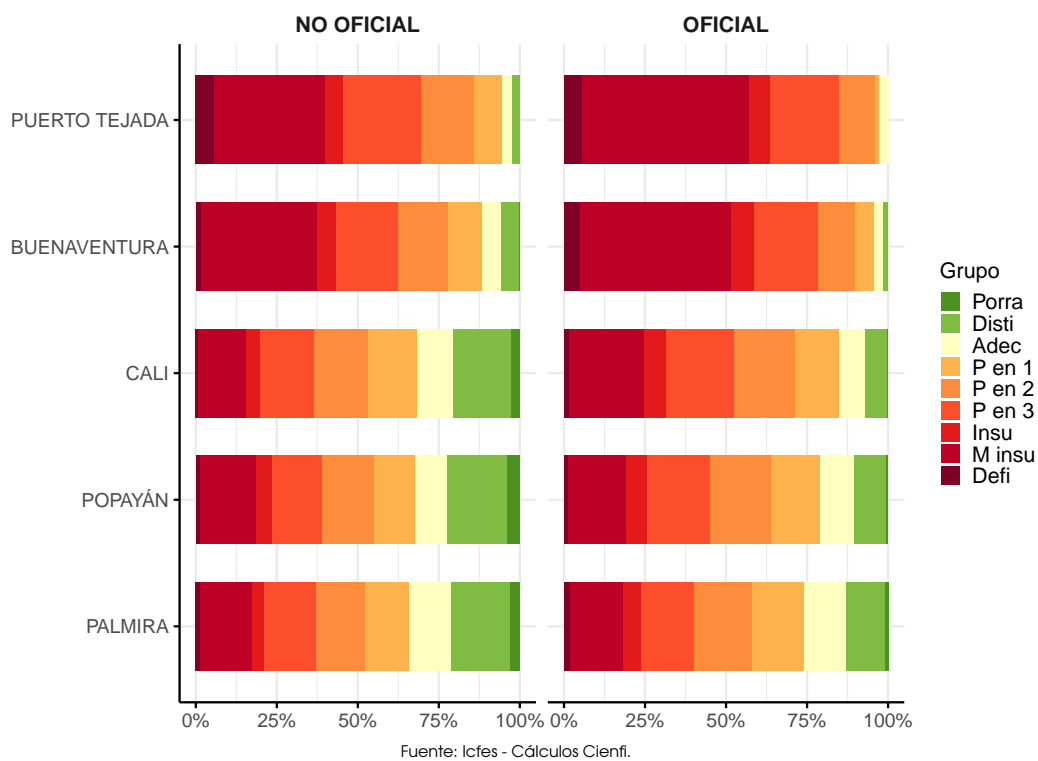 NO OFICIAL
OFICIAL
PUERTO TEJADA
BUENAVENTURA
CALI
POPAYÁN
PALMIRA
0%
25%
50%
75%
100%
0%
25%
50%
75%
100%
Grupo
Porra
Disti
Adec
P en 1
P en 2
P en 3
Insu
M insu
Defi
Fuente: Icfes - Cálculos Cienfi.